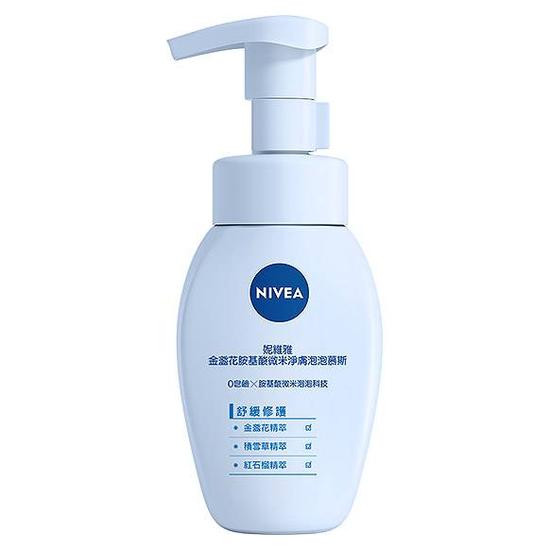 NIVEA
妮維雅
金盞花胺基酸微米淨膚泡泡慕斯
0皂鹼×胺基酸微米泡泡科技
舒緩修護
• 金盞花精萃 ☑
• 積雪草精萃 ☑
• 紅石榴精萃 ☑